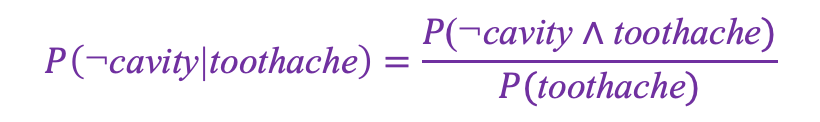 P(¬cavity|toothache) = P(¬cavity ∧ toothache) / P(toothache)